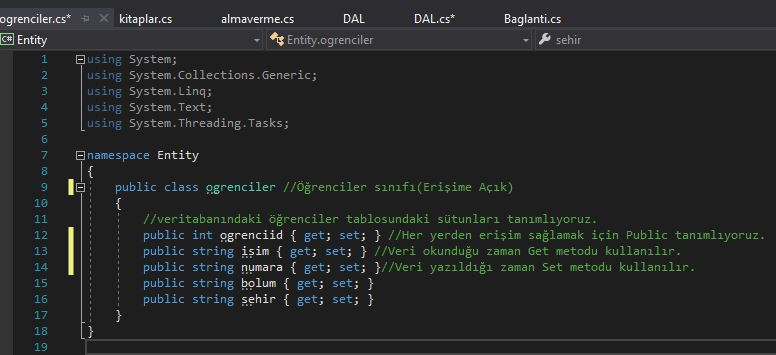 ogrenciler.cs* kitaplar.cs almaverme.cs DAL DAL.cs* Baglanti.cs
C# Entity Entity.ogrenciler sehir
1 using System;
2 using System.Collections.Generic;
3 using System.Linq;
4 using System.Text;
5 using System.Threading.Tasks;
6
7 namespace Entity
8 {
9 public class ogrenciler //Öğrenciler sınıfı(Erişime Açık)
10 {
11 //veritabanındaki öğrenciler tablosundaki sütunları tanımlıyoruz.
12 public int ogrenciid { get; set; } //Her yerden erişim sağlamak için Public tanımlıyoruz.
13 public string isim { get; set; } //Veri okunduğu zaman Get metodu kullanılır.
14 public string numara { get; set; }//Veri yazıldığı zaman Set metodu kullanılır.
15 public string bolum { get; set; }
16 public string sehir { get; set; }
17 }
18 }
19